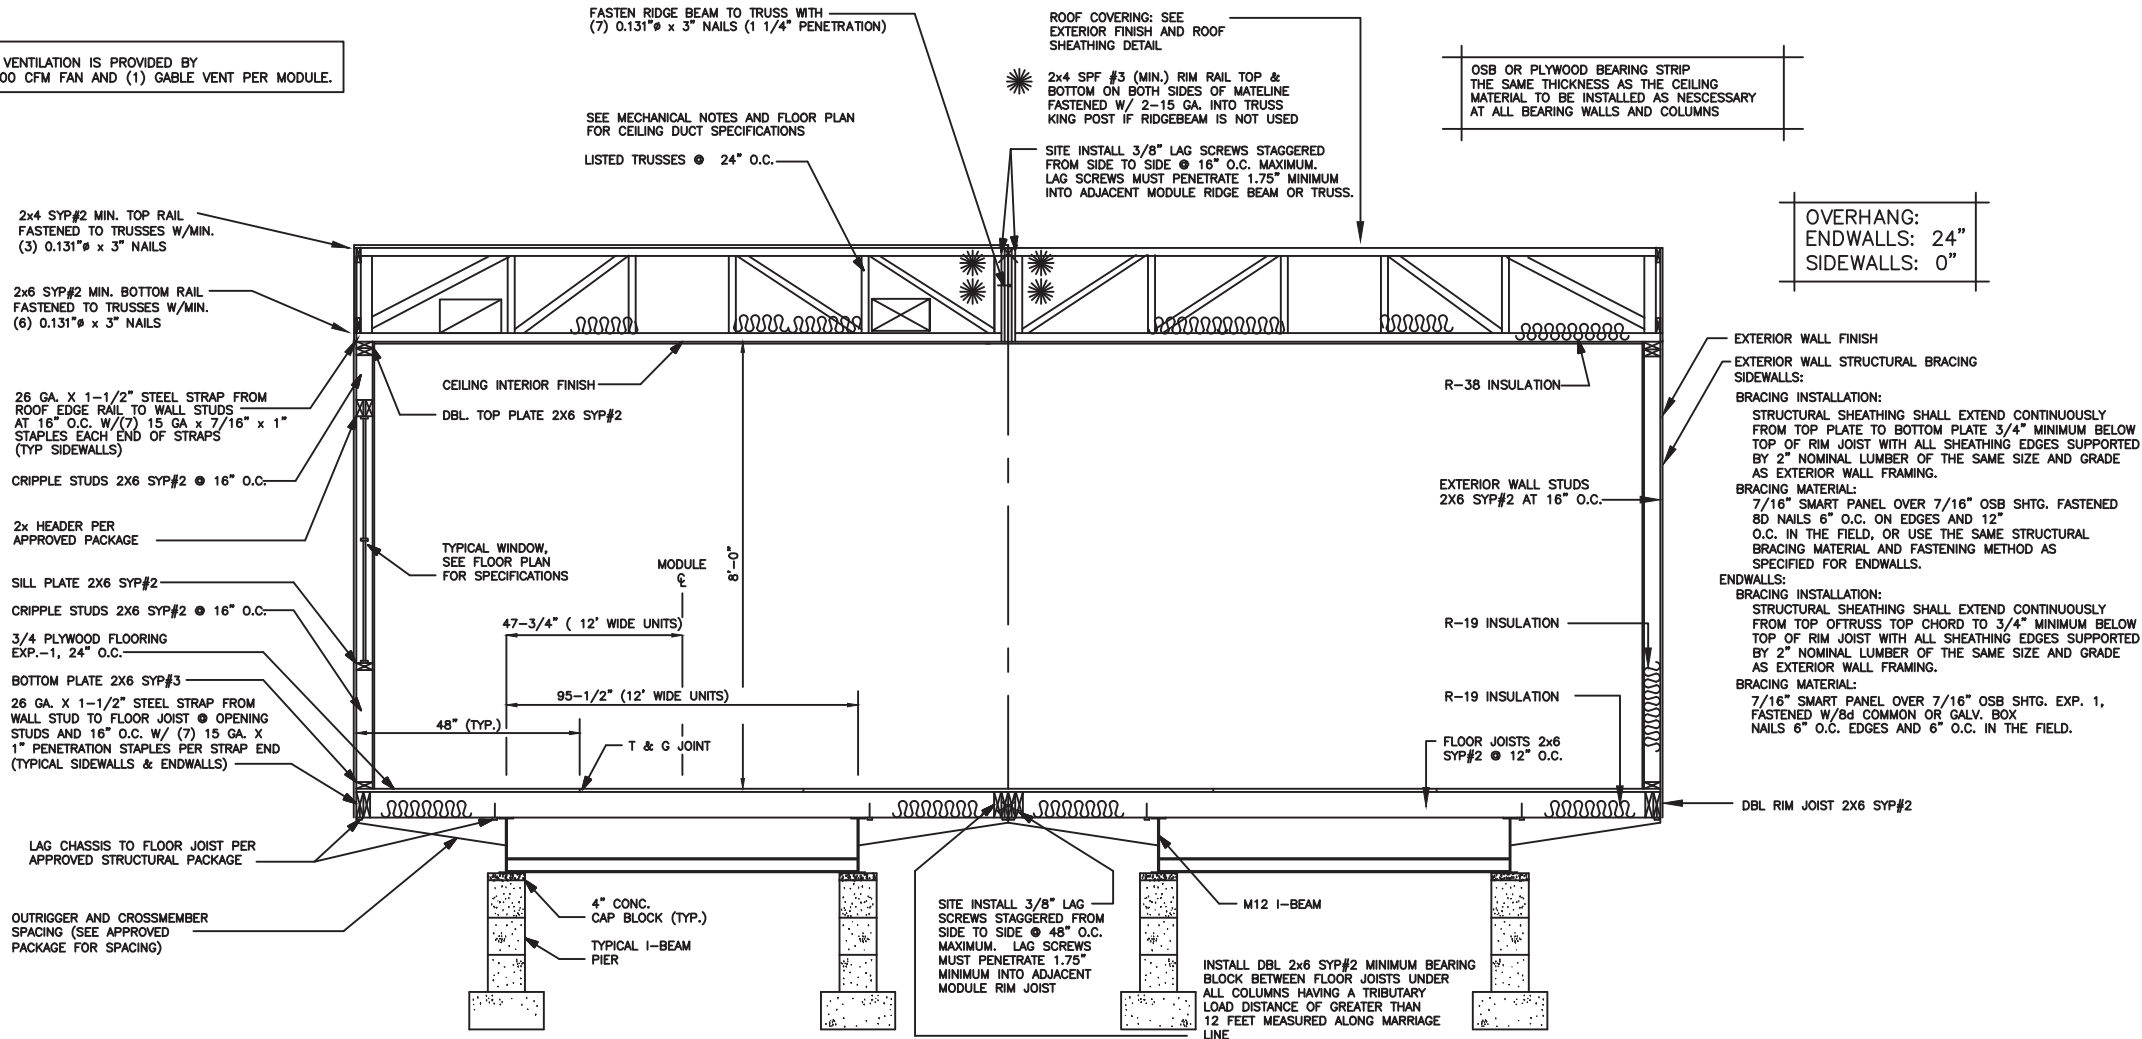 VENTILATION IS PROVIDED BY
00 CFM FAN AND (1) GABLE VENT PER MODULE.
FASTEN RIDGE BEAM TO TRUSS WITH
(7) 0.131"ø x 3" NAILS (1 1/4" PENETRATION)
SEE MECHANICAL NOTES AND FLOOR PLAN
FOR CEILING DUCT SPECIFICATIONS
LISTED TRUSSES @ 24" O.C.
ROOF COVERING: SEE
EXTERIOR FINISH AND ROOF
SHEATHING DETAIL
2x4 SPF #3 (MIN.) RIM RAIL TOP &
BOTTOM ON BOTH SIDES OF MATELINE
FASTENED W/ 2-15 GA. INTO TRUSS
KING POST IF RIDGEBEAM IS NOT USED
SITE INSTALL 3/8" LAG SCREWS STAGGERED
FROM SIDE TO SIDE @ 16" O.C. MAXIMUM.
LAG SCREWS MUST PENETRATE 1.75" MINIMUM
INTO ADJACENT MODULE RIDGE BEAM OR TRUSS.
OSB OR PLYWOOD BEARING STRIP
THE SAME THICKNESS AS THE CEILING
MATERIAL TO BE INSTALLED AS NESCESSARY
AT ALL BEARING WALLS AND COLUMNS
OVERHANG:
ENDWALLS: 24"
SIDEWALLS: 0"
2x4 SYP#2 MIN. TOP RAIL
FASTENED TO TRUSSES W/MIN.
(3) 0.131"ø x 3" NAILS
2x6 SYP#2 MIN. BOTTOM RAIL
FASTENED TO TRUSSES W/MIN.
(6) 0.131"ø x 3" NAILS
26 GA. X 1-1/2" STEEL STRAP FROM
ROOF EDGE RAIL TO WALL STUDS
AT 16" O.C. W/(7) 15 GA x 7/16" x 1"
STAPLES EACH END OF STRAPS
(TYP SIDEWALLS)
CRIPPLE STUDS 2X6 SYP#2 @ 16" O.C.
2x HEADER PER
APPROVED PACKAGE
SILL PLATE 2X6 SYP#2
CRIPPLE STUDS 2X6 SYP#2 @ 16" O.C.
3/4 PLYWOOD FLOORING
EXP.-1, 24" O.C.
BOTTOM PLATE 2X6 SYP#3
26 GA. X 1-1/2" STEEL STRAP FROM
WALL STUD TO FLOOR JOIST @ OPENING
STUDS AND 16" O.C. W/ (7) 15 GA. X
1" PENETRATION STAPLES PER STRAP END
(TYPICAL SIDEWALLS & ENDWALLS)
LAG CHASSIS TO FLOOR JOIST PER
APPROVED STRUCTURAL PACKAGE
OUTRIGGER AND CROSSMEMBER
SPACING (SEE APPROVED
PACKAGE FOR SPACING)
CEILING INTERIOR FINISH
DBL. TOP PLATE 2X6 SYP#2
TYPICAL WINDOW,
SEE FLOOR PLAN
FOR SPECIFICATIONS
MODULE
℄
8'-0"
47-3/4" ( 12' WIDE UNITS)
95-1/2" (12' WIDE UNITS)
48" (TYP.)
T & G JOINT
4" CONC.
CAP BLOCK (TYP.)
TYPICAL I-BEAM
PIER
SITE INSTALL 3/8" LAG
SCREWS STAGGERED FROM
SIDE TO SIDE @ 48" O.C.
MAXIMUM. LAG SCREWS
MUST PENETRATE 1.75"
MINIMUM INTO ADJACENT
MODULE RIM JOIST
M12 I-BEAM
INSTALL DBL 2x6 SYP#2 MINIMUM BEARING
BLOCK BETWEEN FLOOR JOISTS UNDER
ALL COLUMNS HAVING A TRIBUTARY
LOAD DISTANCE OF GREATER THAN
12 FEET MEASURED ALONG MARRIAGE
LINE
R-38 INSULATION
EXTERIOR WALL STUDS
2X6 SYP#2 AT 16" O.C.
R-19 INSULATION
R-19 INSULATION
FLOOR JOISTS 2x6
SYP#2 @ 12" O.C.
EXTERIOR WALL FINISH
EXTERIOR WALL STRUCTURAL BRACING
SIDEWALLS:
BRACING INSTALLATION:
STRUCTURAL SHEATHING SHALL EXTEND CONTINUOUSLY
FROM TOP PLATE TO BOTTOM PLATE 3/4" MINIMUM BELOW
TOP OF RIM JOIST WITH ALL SHEATHING EDGES SUPPORTED
BY 2" NOMINAL LUMBER OF THE SAME SIZE AND GRADE
AS EXTERIOR WALL FRAMING.
BRACING MATERIAL:
7/16" SMART PANEL OVER 7/16" OSB SHTG. FASTENED
8D NAILS 6" O.C. ON EDGES AND 12"
O.C. IN THE FIELD, OR USE THE SAME STRUCTURAL
BRACING MATERIAL AND FASTENING METHOD AS
SPECIFIED FOR ENDWALLS.
ENDWALLS:
BRACING INSTALLATION:
STRUCTURAL SHEATHING SHALL EXTEND CONTINUOUSLY
FROM TOP OFTRUSS TOP CHORD TO 3/4" MINIMUM BELOW
TOP OF RIM JOIST WITH ALL SHEATHING EDGES SUPPORTED
BY 2" NOMINAL LUMBER OF THE SAME SIZE AND GRADE
AS EXTERIOR WALL FRAMING.
BRACING MATERIAL:
7/16" SMART PANEL OVER 7/16" OSB SHTG. EXP. 1,
FASTENED W/8d COMMON OR GALV. BOX
NAILS 6" O.C. EDGES AND 6" O.C. IN THE FIELD.
DBL RIM JOIST 2X6 SYP#2